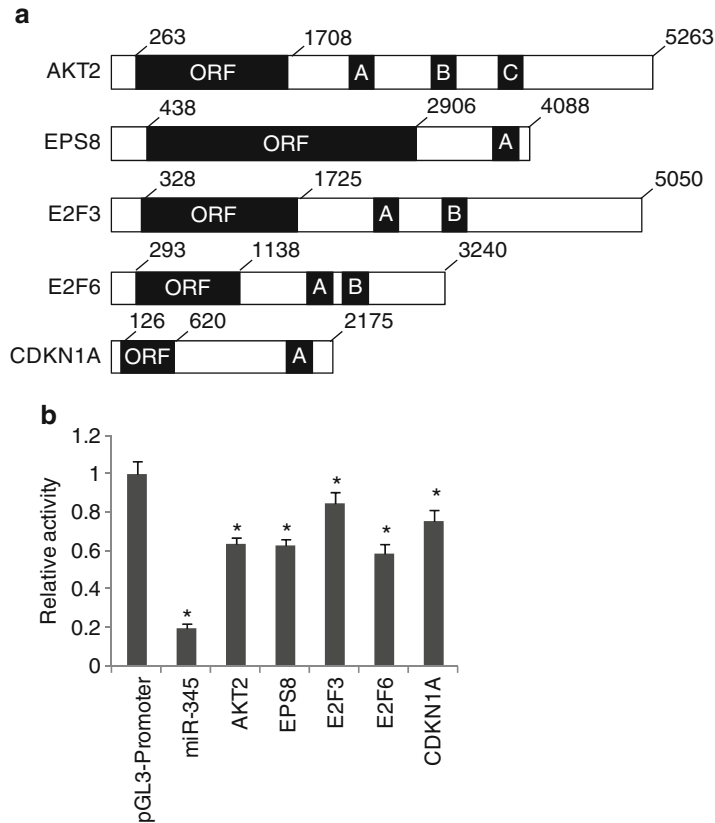 a
263 1708 5263
AKT2 ORF A B C
438 2906 4088
EPS8 ORF A
328 1725 5050
E2F3 ORF A B
293 1138 3240
E2F6 ORF A B
126 620 2175
CDKN1A ORF A
b
Relative activity
1.2
1
0.8
0.6
0.4
0.2
0
* * * * * *
pGL3-Promoter
miR-345
AKT2
EPS8
E2F3
E2F6
CDKN1A